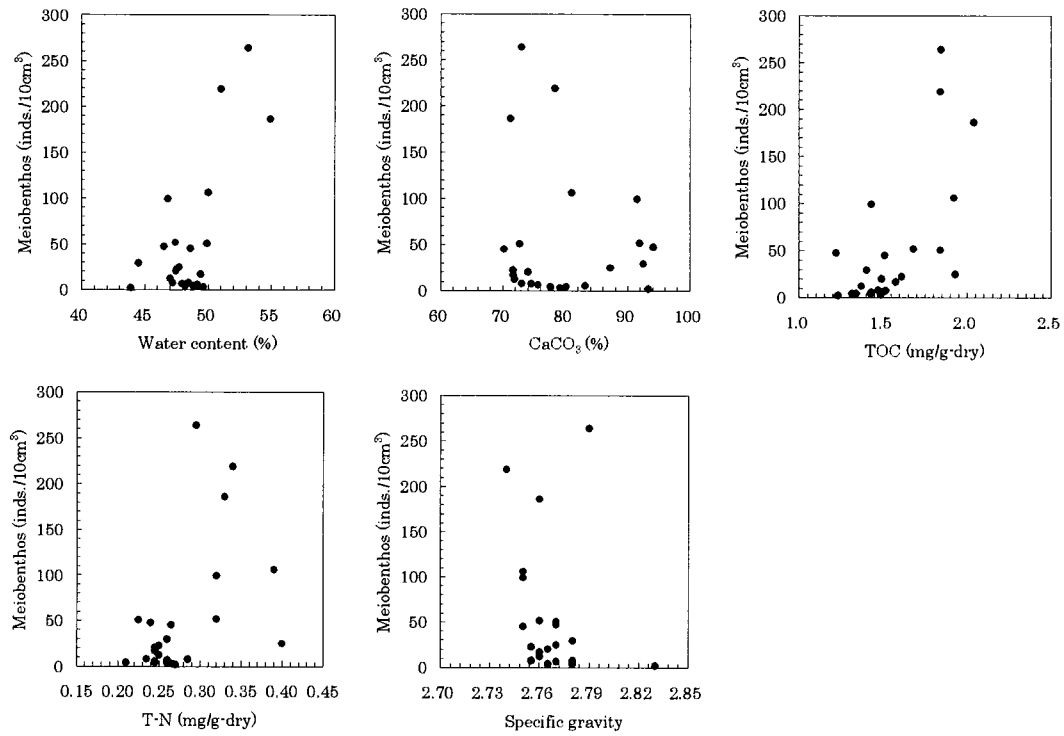 300
250
200
150
100
50
0
Meiobenthos (inds./10cm³)
40 50 60
Water content (%)
300
250
200
150
100
50
0
Meiobenthos (inds./10cm³)
60 70 80 90 100
CaCO₃ (%)
300
250
200
150
100
50
0
Meiobenthos (inds./10cm³)
1.0 1.5 2.0 2.5
TOC (mg/g-dry)
300
250
200
150
100
50
0
Meiobenthos (inds./10cm³)
0.15 0.20 0.25 0.30 0.35 0.40 0.45
T-N (mg/g-dry)
300
250
200
150
100
50
0
Meiobenthos (inds./10cm³)
2.70 2.73 2.76 2.79 2.82 2.85
Specific gravity